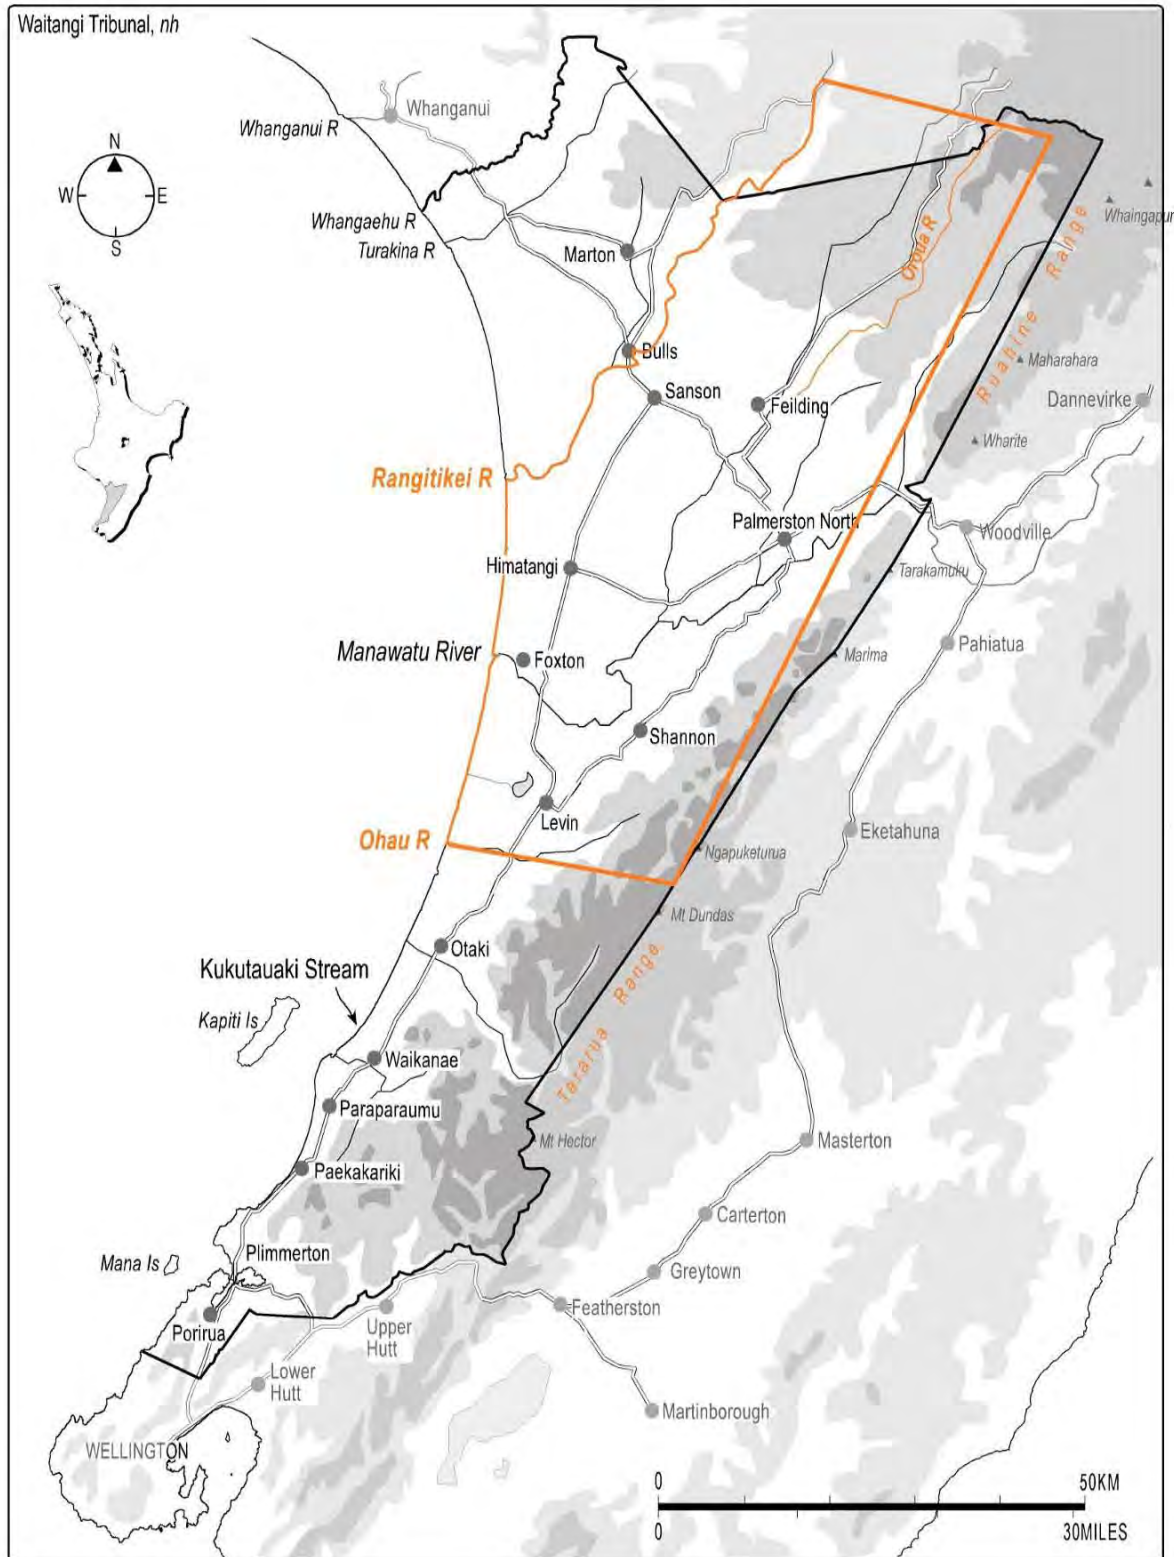 Waitangi Tribunal, nh
Whanganui
Whanganui R
N
W
E
S
Whangaehu R
Turakina R
Whaingapur
Marton
Oroua R
Ruahine Range
Bulls
Maharahara
Sanson
Feilding
Dannevirke
Wharite
Rangitikei R
Palmerston North
Woodville
Himatangi
Tarakamuku
Manawatu River
Foxton
Pahiatua
Marima
Shannon
Levin
Eketahuna
Ohau R
Ngapuketurua
Mt Dundas
Otaki
Kukutauaki Stream
Tararua Range
Kapiti Is
Waikanae
Paraparaumu
Mt Hector
Masterton
Paekakariki
Carterton
Plimmerton
Mana Is
Greytown
Featherston
Porirua
Upper
Hutt
Lower
Hutt
Martinborough
WELLINGTON
0
50KM
0
30MILES